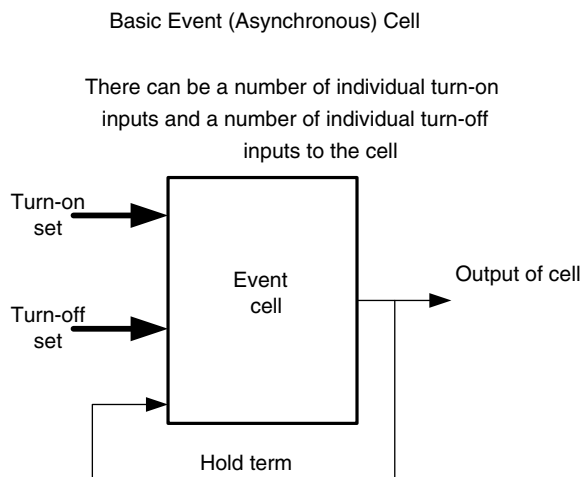 Basic Event (Asynchronous) Cell
There can be a number of individual turn-on
inputs and a number of individual turn-off
inputs to the cell
Turn-on
set
Turn-off
set
Event
cell
Output of cell
Hold term